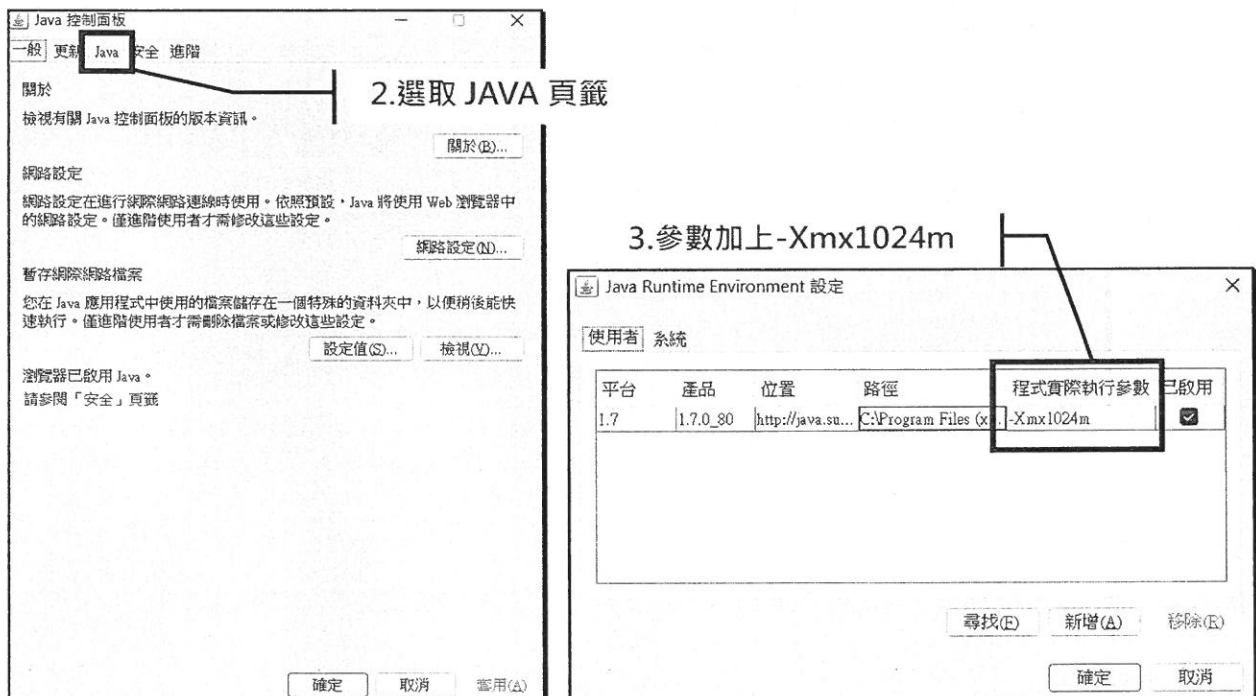 Java 控制面板
一般 更新 Java 安全 進階
2.選取 JAVA 頁籤
關於
檢視有關 Java 控制面板的版本資訊。
關於(B)...
網路設定
網路設定在進行網際網路連線時使用。依照預設，Java 將使用 Web 瀏覽器中
的網路設定。僅進階使用者才需修改這些設定。
網路設定(N)...
暫存網際網路檔案
您在 Java 應用程式中使用的檔案儲存在一個特殊的資料夾中，以便稍後能快
速執行。僅進階使用者才需刪除檔案或修改這些設定。
設定值(S)... 檢視(V)...
瀏覽器已啟用 Java。
請參閱「安全」頁籤
確定 取消 套用(A)
3.參數加上-Xmx1024m
Java Runtime Environment 設定
使用者 系統
平台 產品 位置 路徑 程式實際執行參數 已啟用
1.7 1.7.0_80 http://java.su... C:\Program Files (x... -Xmx1024m
尋找(F) 新增(A) 移除(R)
確定 取消